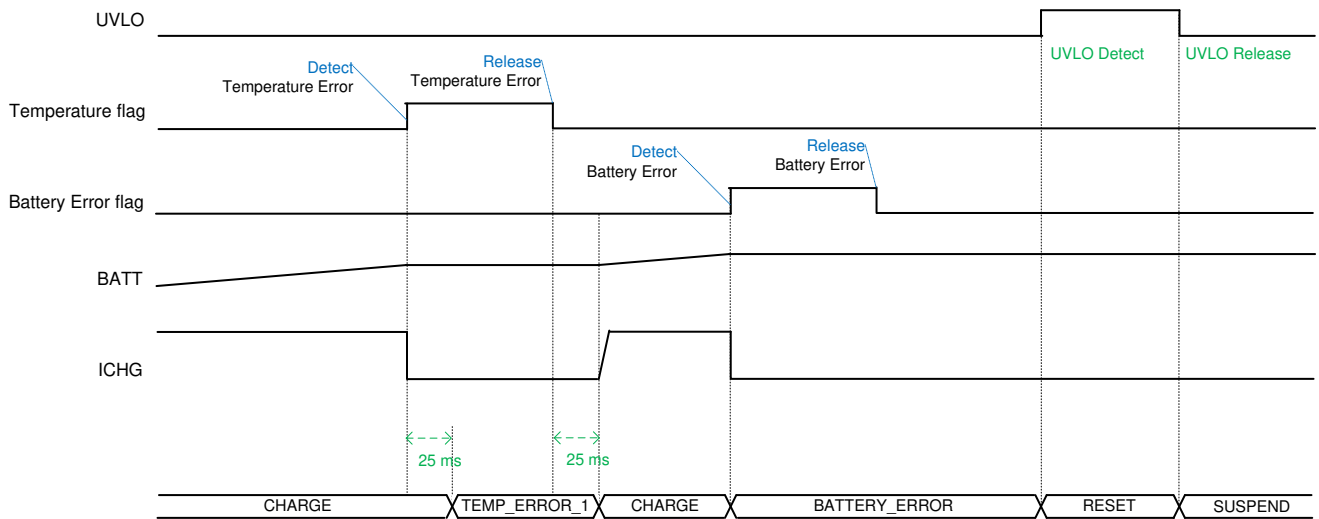 UVLO
UVLO Detect
UVLO Release
Detect
Temperature Error
Release
Temperature Error
Temperature flag
Detect
Battery Error
Release
Battery Error
Battery Error flag
BATT
ICHG
25 ms
25 ms
CHARGE
TEMP_ERROR_1
CHARGE
BATTERY_ERROR
RESET
SUSPEND